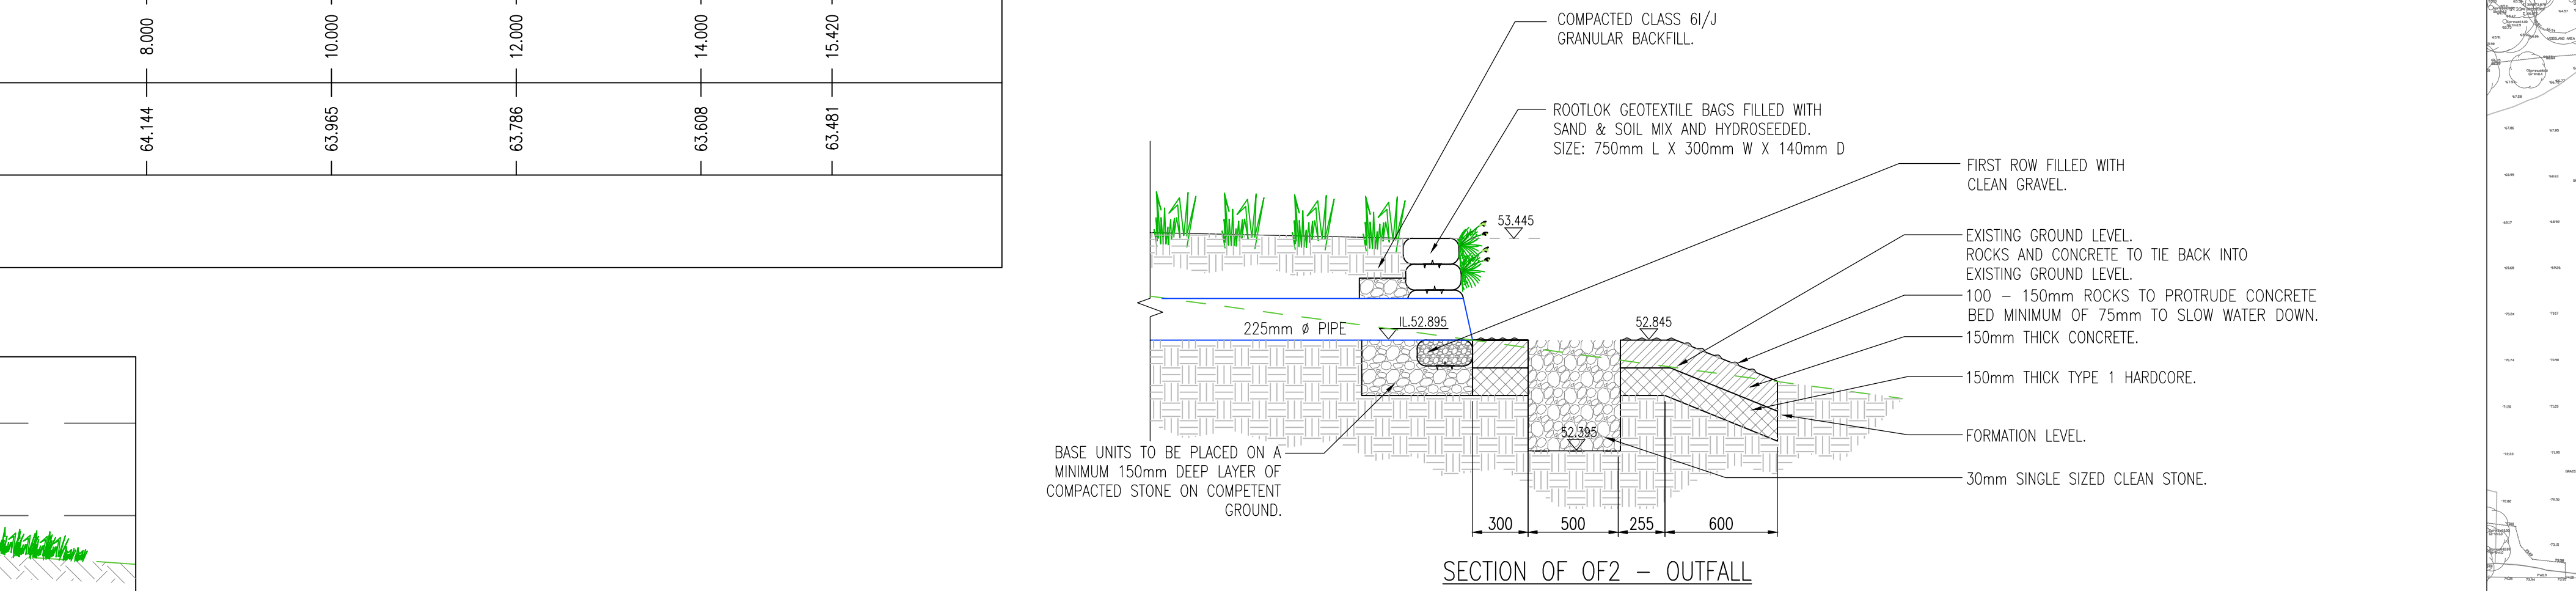 8.000
10.000
12.000
14.000
15.420
64.144
63.965
63.786
63.608
63.481
COMPACTED CLASS 6I/J
GRANULAR BACKFILL.
ROOTLOK GEOTEXTILE BAGS FILLED WITH
SAND & SOIL MIX AND HYDROSEEDED.
SIZE: 750mm L X 300mm W X 140mm D
FIRST ROW FILLED WITH
CLEAN GRAVEL.
53.445
EXISTING GROUND LEVEL.
ROCKS AND CONCRETE TO TIE BACK INTO
EXISTING GROUND LEVEL.
100 - 150mm ROCKS TO PROTRUDE CONCRETE
BED MINIMUM OF 75mm TO SLOW WATER DOWN.
225mm ø PIPE
IL.52.895
52.845
150mm THICK CONCRETE.
150mm THICK TYPE 1 HARDCORE.
52.395
FORMATION LEVEL.
BASE UNITS TO BE PLACED ON A
MINIMUM 150mm DEEP LAYER OF
COMPACTED STONE ON COMPETENT
GROUND.
30mm SINGLE SIZED CLEAN STONE.
300
500
255
600
SECTION OF OF2 - OUTFALL